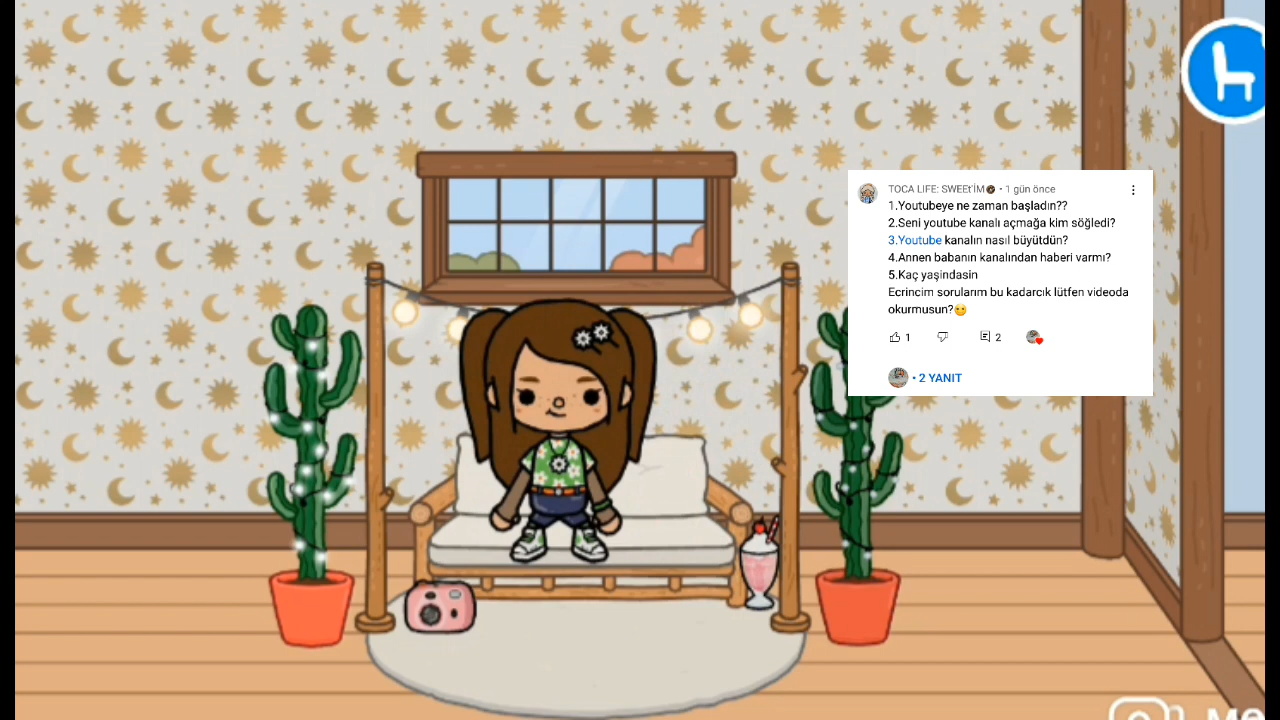 TOCA LIFE: SWEEt'İM • 1 gün önce
1.Youtubeye ne zaman başladın??
2.Seni youtube kanalı açmağa kim söğledi?
3.Youtube kanalın nasıl büyütdün?
4.Annen babanın kanalından haberi varmı?
5.Kaç yaşindasin
Ecrincim sorularım bu kadarcık lütfen videoda
okurmusun?😶
1 2
• 2 YANIT